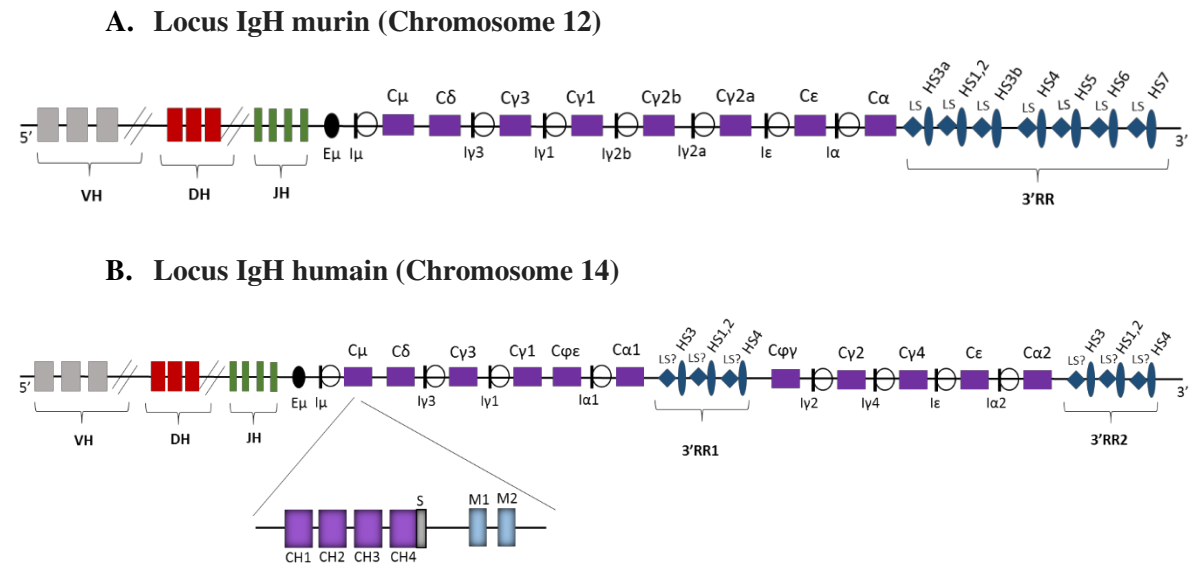 A. Locus IgH murin (Chromosome 12)
HS3a HS1,2 HS3b HS4 HS5 HS6 HS7
Cμ Cδ Cγ3 Cγ1 Cγ2b Cγ2a Cε Cα LS LS LS LS LS LS LS
5’ 3’
Eμ Iμ Iγ3 Iγ1 Iγ2b Iγ2a Iε Iα
VH DH JH 3’RR
B. Locus IgH humain (Chromosome 14)
HS3 HS1,2 HS4 HS3 HS1,2 HS4
Cμ Cδ Cγ3 Cγ1 Cφε Cα1 LS? LS? LS? Cφγ Cγ2 Cγ4 Cε Cα2 LS? LS? LS?
5’ 3’
Eμ Iμ Iγ3 Iγ1 Iα1 Iγ2 Iγ4 Iε Iα2
VH DH JH 3’RR1 3’RR2
S M1 M2
CH1 CH2 CH3 CH4